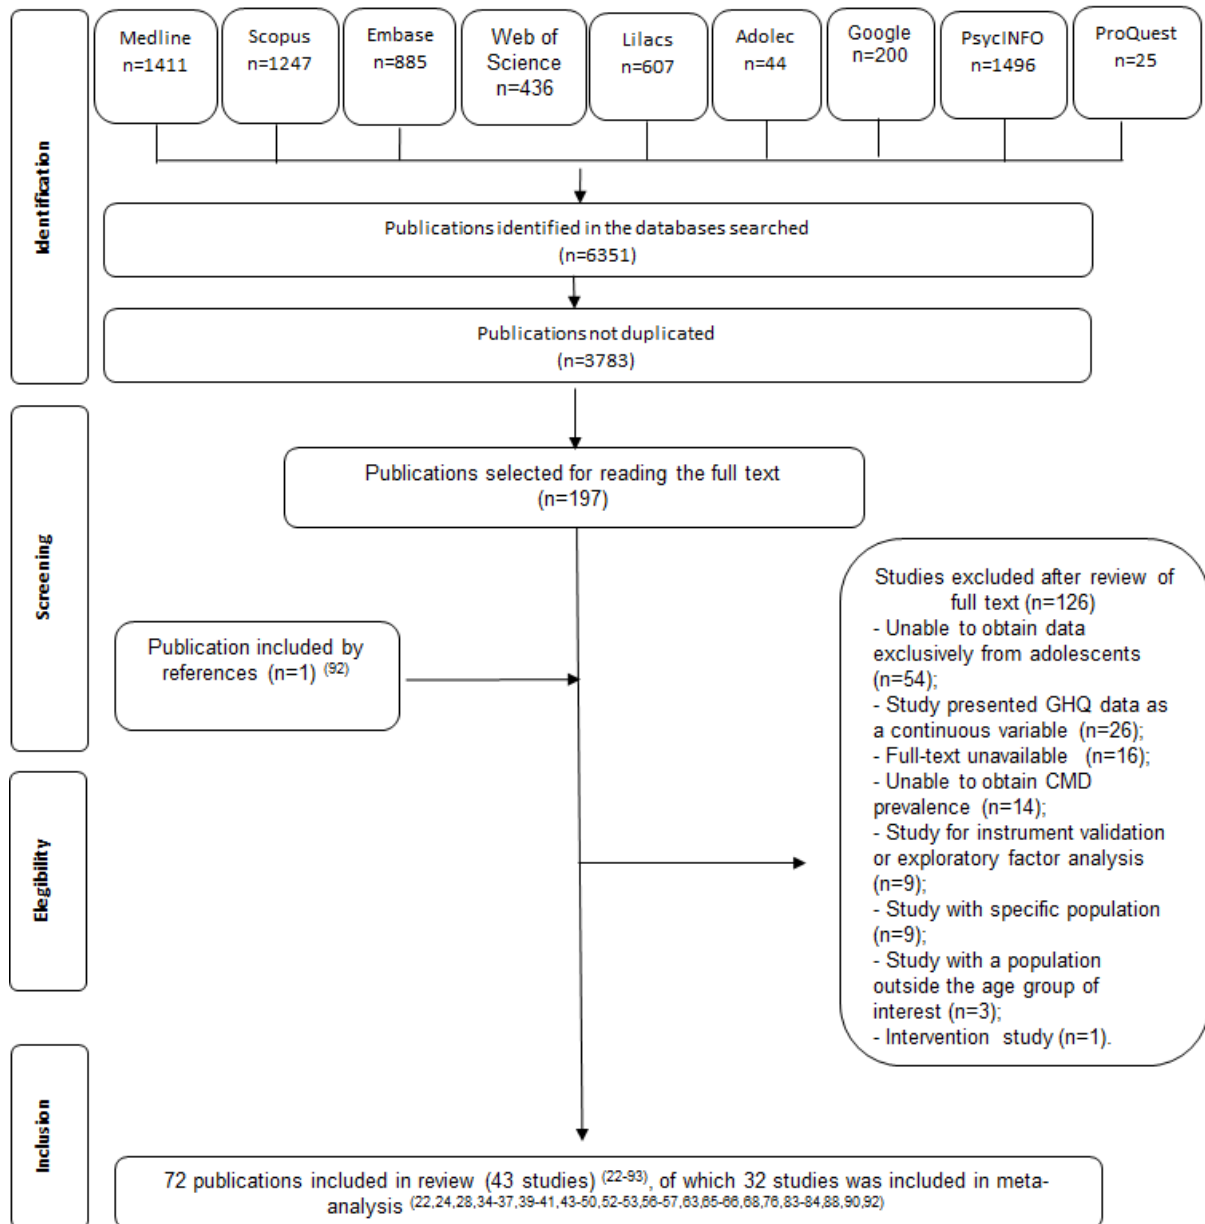 Medline
n=1411
Scopus
n=1247
Embase
n=885
Web of
Science
n=436
Lilacs
n=607
Adolec
n=44
Google
n=200
PsycINFO
n=1496
ProQuest
n=25
Identification
Publications identified in the databases searched
(n=6351)
Publications not duplicated
(n=3783)
Screening
Publications selected for reading the full text
(n=197)
Publication included by
references (n=1) (92)
Studies excluded after review of
full text (n=126)
- Unable to obtain data
exclusively from adolescents
(n=54);
- Study presented GHQ data as
a continuous variable (n=26);
- Full-text unavailable (n=16);
- Unable to obtain CMD
prevalence (n=14);
- Study for instrument validation
or exploratory factor analysis
(n=9);
- Study with specific population
(n=9);
- Study with a population
outside the age group of
interest (n=3);
- Intervention study (n=1).
Elegibility
Inclusion
72 publications included in review (43 studies) (22-93), of which 32 studies was included in meta-
analysis (22,24,28,34-37,39-41,43-50,52-53,56-57,63,65-66,68,76,83-84,88,90,92)